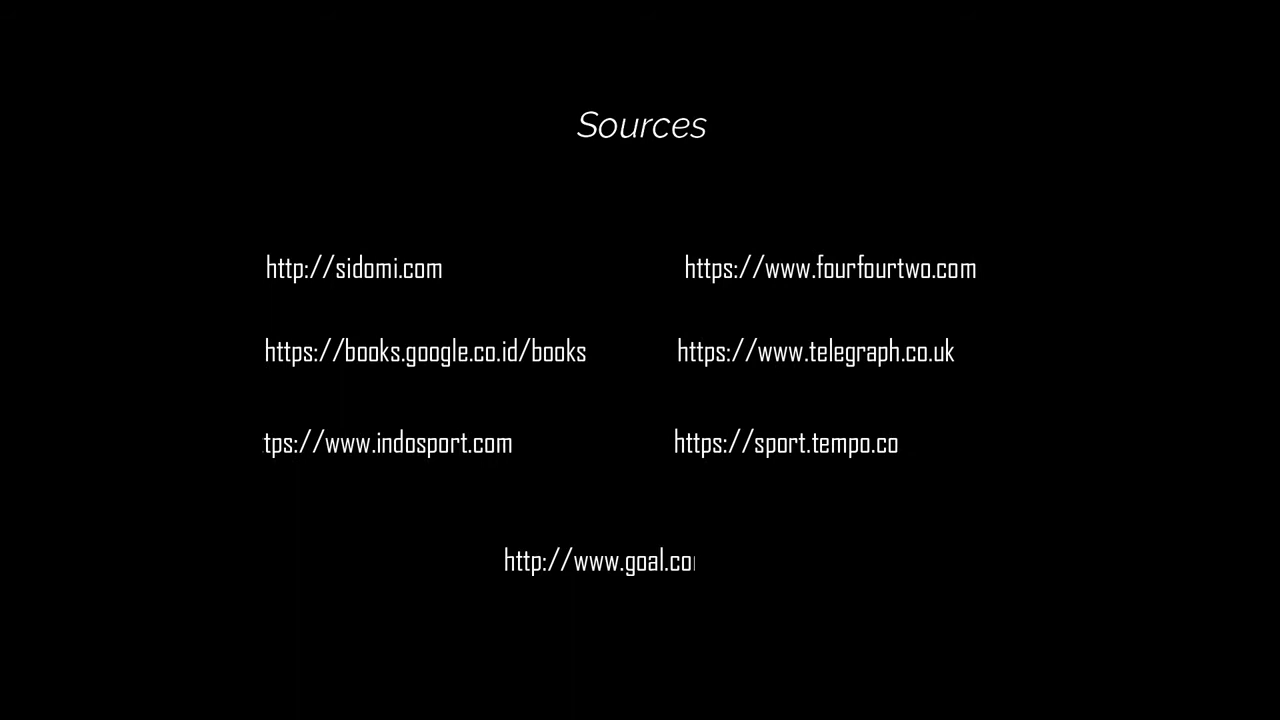 Sources
http://sidomi.com
https://www.fourfourtwo.com
https://books.google.co.id/books
https://www.telegraph.co.uk
tps://www.indosport.com
https://sport.tempo.co
http://www.goal.co